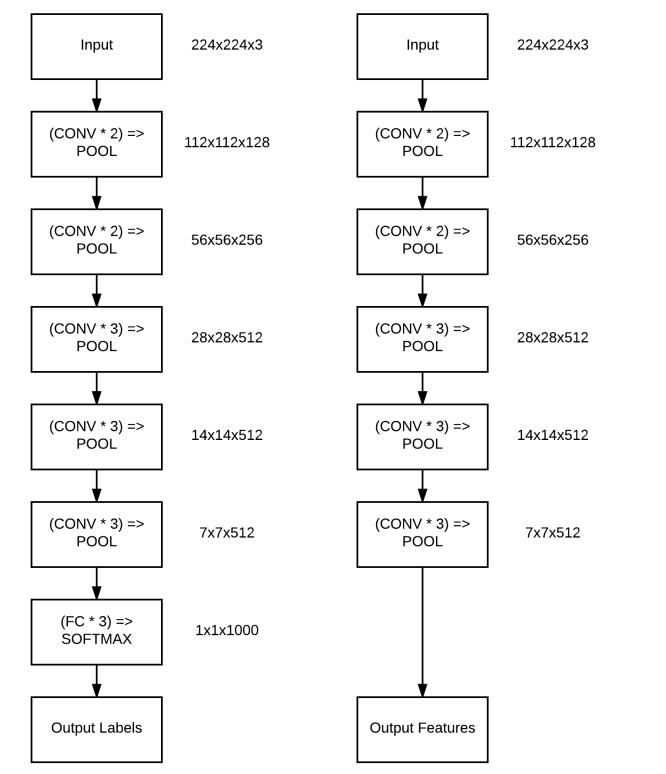 Input
224x224x3
(CONV * 2) =>
POOL
112x112x128
(CONV * 2) =>
POOL
56x56x256
(CONV * 3) =>
POOL
28x28x512
(CONV * 3) =>
POOL
14x14x512
(CONV * 3) =>
POOL
7x7x512
(FC * 3) =>
SOFTMAX
1x1x1000
Output Labels
Input
224x224x3
(CONV * 2) =>
POOL
112x112x128
(CONV * 2) =>
POOL
56x56x256
(CONV * 3) =>
POOL
28x28x512
(CONV * 3) =>
POOL
14x14x512
(CONV * 3) =>
POOL
7x7x512
Output Features